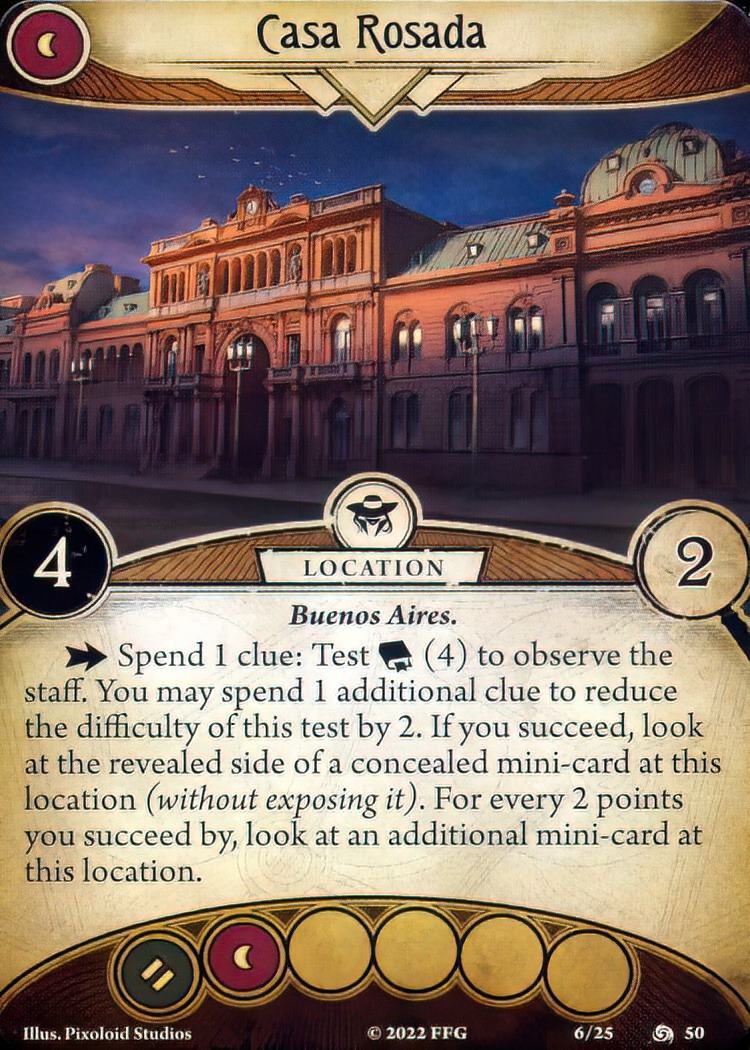 Casa Rosada
4
LOCATION
2
Buenos Aires.
Spend 1 clue: Test (4) to observe the
staff. You may spend 1 additional clue to reduce
the difficulty of this test by 2. If you succeed, look
at the revealed side of a concealed mini-card at this
location (without exposing it). For every 2 points
you succeed by, look at an additional mini-card at
this location.
Illus. Pixoloid Studios © 2022 FFG 6/25 50